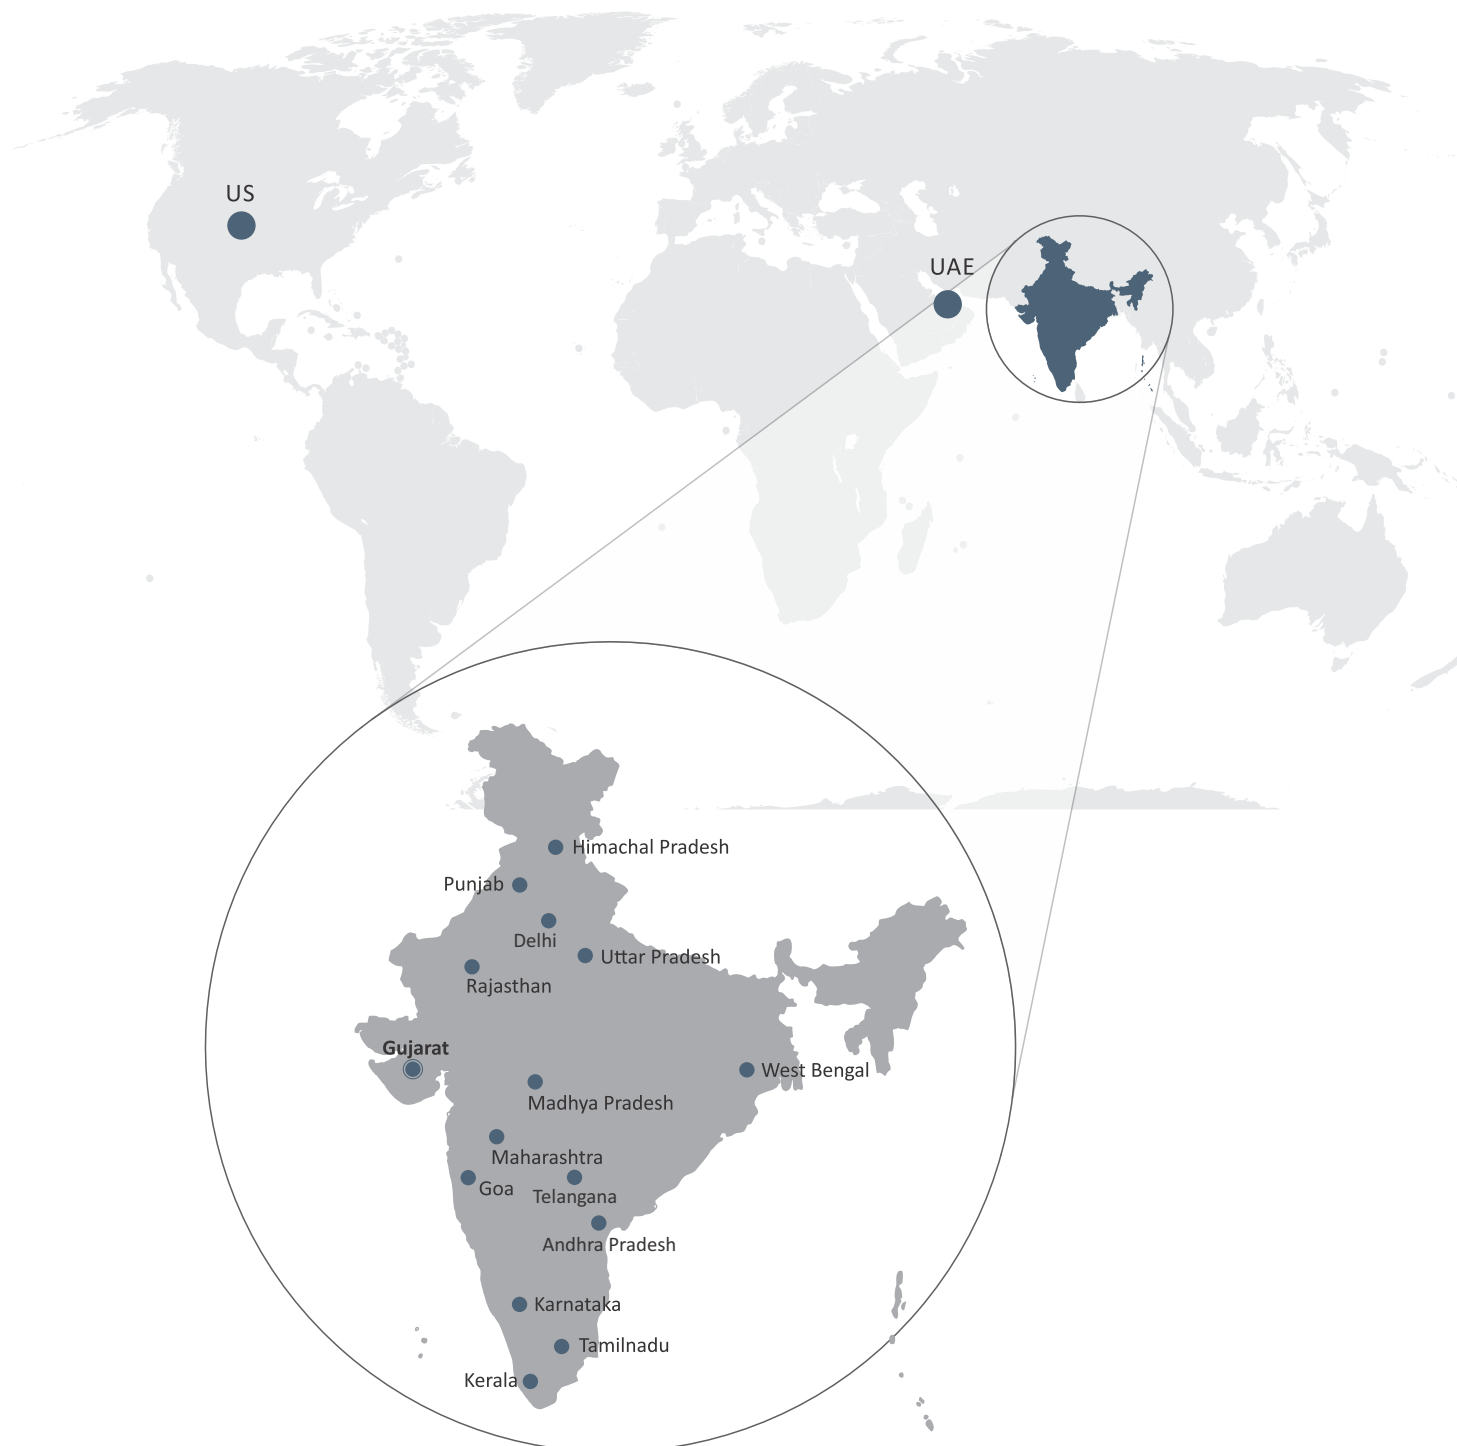 US
UAE
Himachal Pradesh
Punjab
Delhi
Uttar Pradesh
Rajasthan
Gujarat
West Bengal
Madhya Pradesh
Maharashtra
Goa
Telangana
Andhra Pradesh
Karnataka
Tamilnadu
Kerala